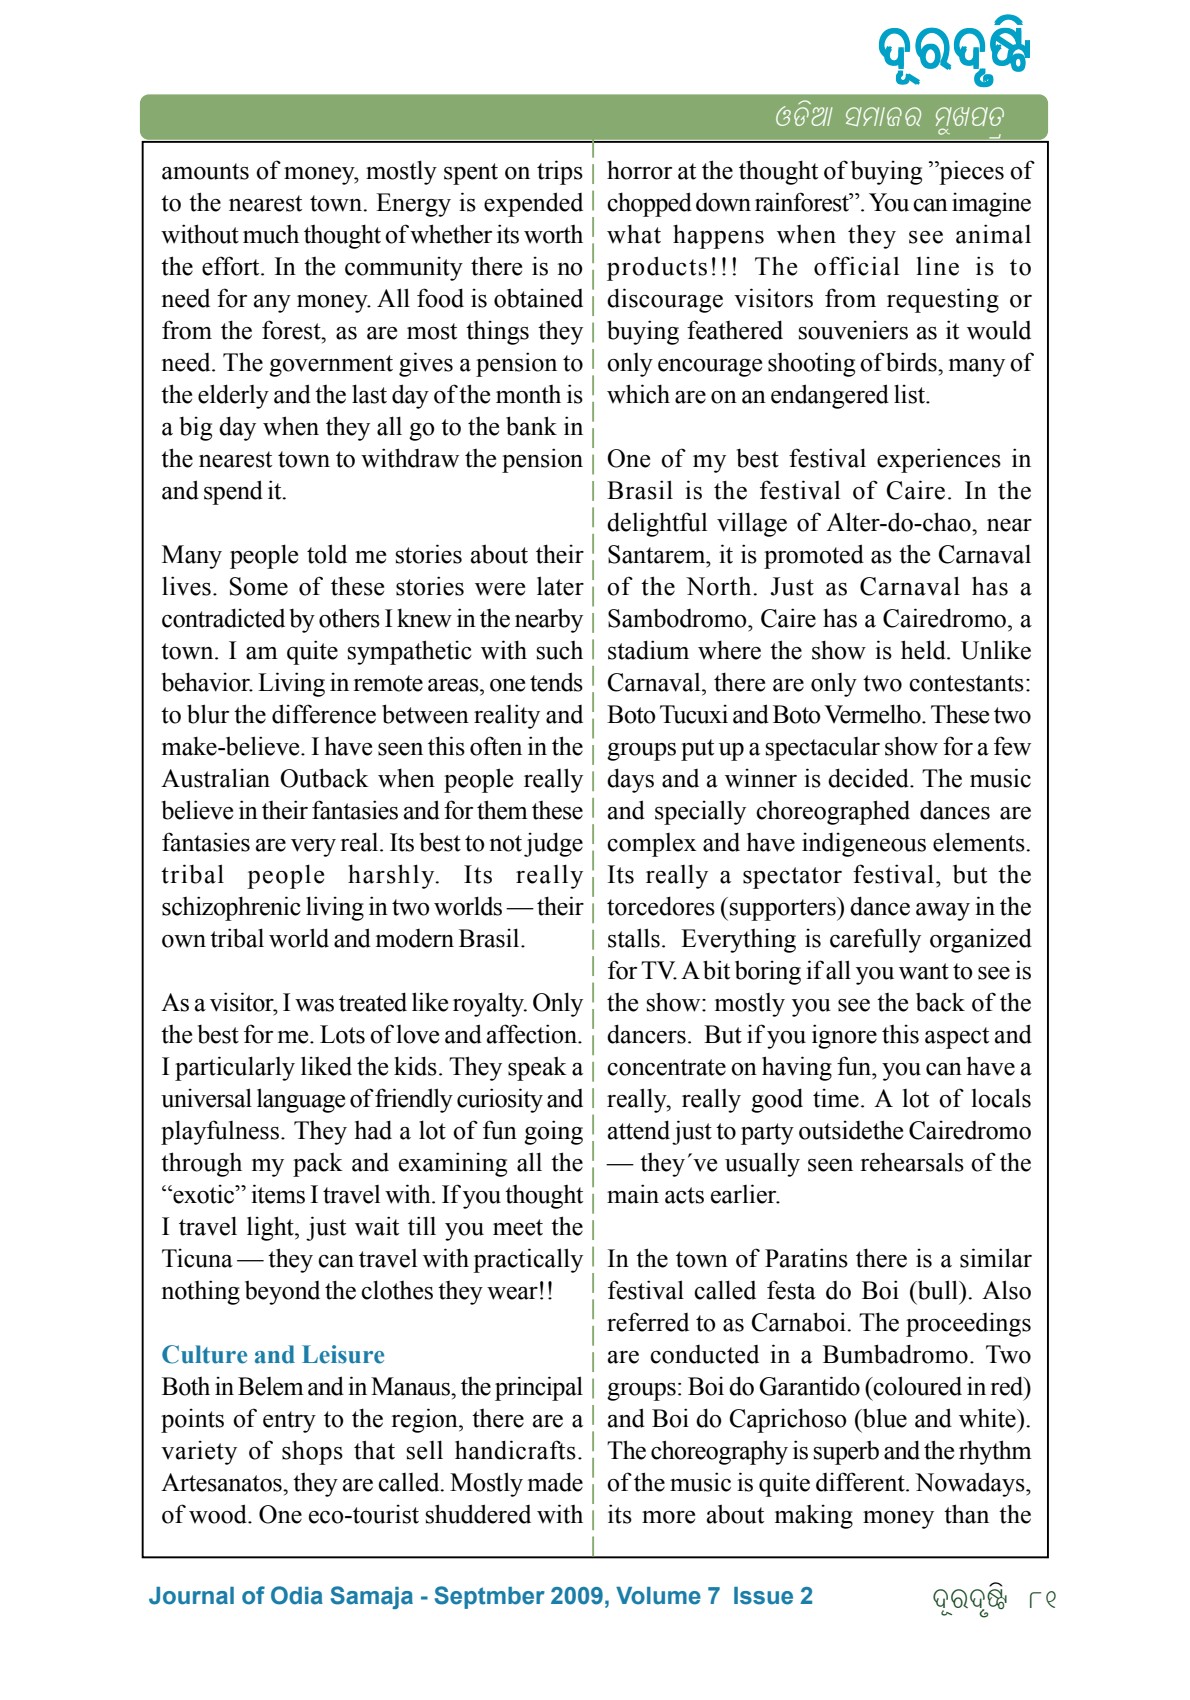 ଦୂରଦୃଷ୍ଟି
ଓଡିଆ ସମାଜର ମୁଖପତ୍ର
amounts of money, mostly spent on trips
to the nearest town. Energy is expended
without much thought of whether its worth
the effort. In the community there is no
need for any money. All food is obtained
from the forest, as are most things they
need. The government gives a pension to
the elderly and the last day of the month is
a big day when they all go to the bank in
the nearest town to withdraw the pension
and spend it.
Many people told me stories about their
lives. Some of these stories were later
contradicted by others I knew in the nearby
town. I am quite sympathetic with such
behavior. Living in remote areas, one tends
to blur the difference between reality and
make-believe. I have seen this often in the
Australian Outback when people really
believe in their fantasies and for them these
fantasies are very real. Its best to not judge
tribal people harshly. Its really
schizophrenic living in two worlds — their
own tribal world and modern Brasil.
As a visitor, I was treated like royalty. Only
the best for me. Lots of love and affection.
I particularly liked the kids. They speak a
universal language of friendly curiosity and
playfulness. They had a lot of fun going
through my pack and examining all the
“exotic” items I travel with. If you thought
I travel light, just wait till you meet the
Ticuna — they can travel with practically
nothing beyond the clothes they wear!!
Culture and Leisure
Both in Belem and in Manaus, the principal
points of entry to the region, there are a
variety of shops that sell handicrafts.
Artesanatos, they are called. Mostly made
of wood. One eco-tourist shuddered with
horror at the thought of buying ”pieces of
chopped down rainforest”. You can imagine
what happens when they see animal
products!!! The official line is to
discourage visitors from requesting or
buying feathered souveniers as it would
only encourage shooting of birds, many of
which are on an endangered list.
One of my best festival experiences in
Brasil is the festival of Caire. In the
delightful village of Alter-do-chao, near
Santarem, it is promoted as the Carnaval
of the North. Just as Carnaval has a
Sambodromo, Caire has a Cairedromo, a
stadium where the show is held. Unlike
Carnaval, there are only two contestants:
Boto Tucuxi and Boto Vermelho. These two
groups put up a spectacular show for a few
days and a winner is decided. The music
and specially choreographed dances are
complex and have indigeneous elements.
Its really a spectator festival, but the
torcedores (supporters) dance away in the
stalls. Everything is carefully organized
for TV. A bit boring if all you want to see is
the show: mostly you see the back of the
dancers. But if you ignore this aspect and
concentrate on having fun, you can have a
really, really good time. A lot of locals
attend just to party outsidethe Cairedromo
— they´ve usually seen rehearsals of the
main acts earlier.
In the town of Paratins there is a similar
festival called festa do Boi (bull). Also
referred to as Carnaboi. The proceedings
are conducted in a Bumbadromo. Two
groups: Boi do Garantido (coloured in red)
and Boi do Caprichoso (blue and white).
The choreography is superb and the rhythm
of the music is quite different. Nowadays,
its more about making money than the
Journal of Odia Samaja - Septmber 2009, Volume 7 Issue 2
ଦୂରଦୃଷ୍ଟି ୮୧